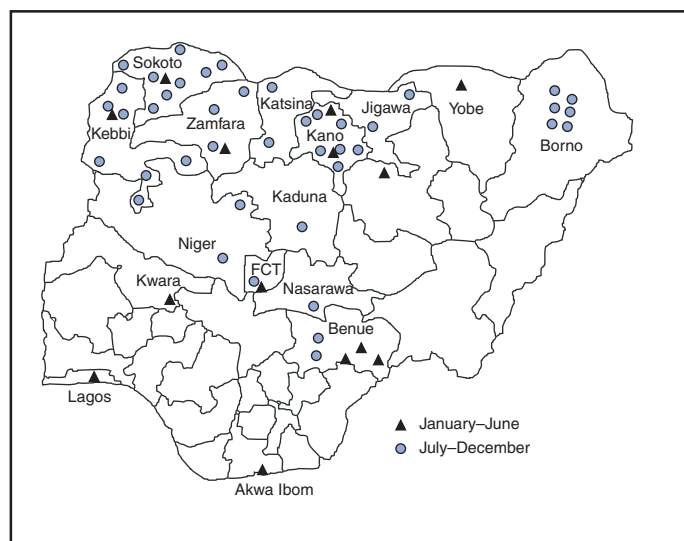 Sokoto
Katsina
Jigawa
Yobe
Kebbi
Zamfara
Kano
Borno
Kaduna
Niger
FCT
Kwara
Nasarawa
Benue
Lagos
January–June
July–December
Akwa Ibom